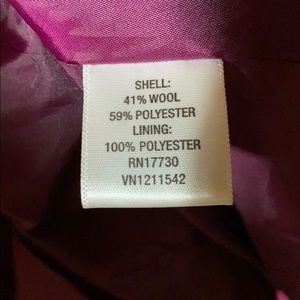 SHELL:
41% WOOL
59% POLYESTER
LINING:
100% POLYESTER
RN17730
VN1211542